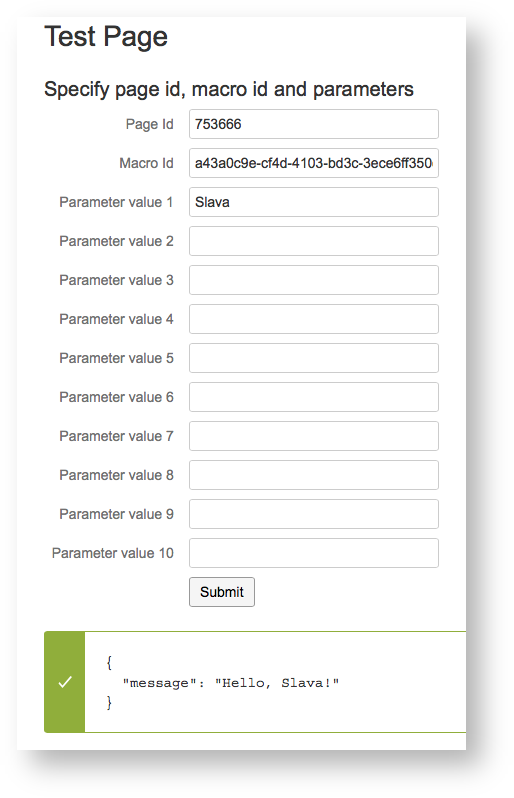 Test Page
Specify page id, macro id and parameters
Page Id 753666
Macro Id a43a0c9e-cf4d-4103-bd3c-3ece6ff350
Parameter value 1 Slava
Parameter value 2
Parameter value 3
Parameter value 4
Parameter value 5
Parameter value 6
Parameter value 7
Parameter value 8
Parameter value 9
Parameter value 10
Submit
{
"message": "Hello, Slava!"
}